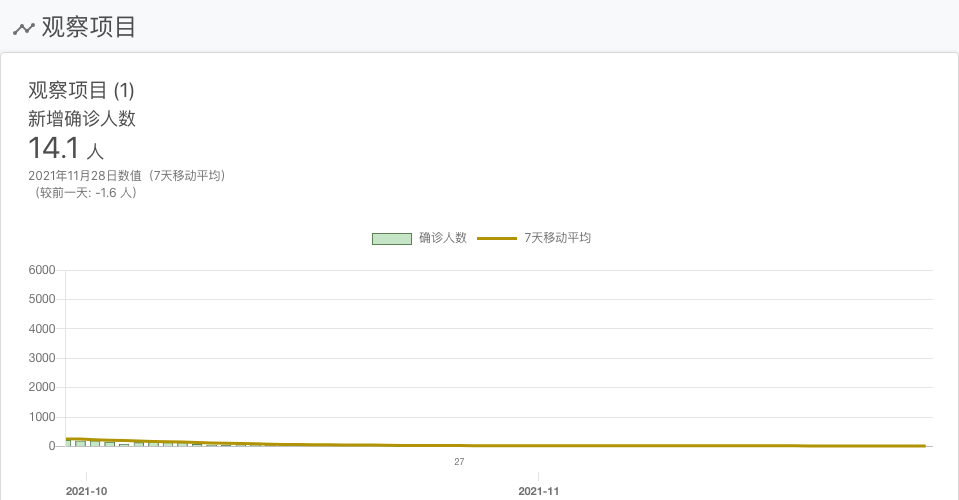 观察项目
观察项目 (1)
新增确诊人数
14.1 人
2021年11月28日数值（7天移动平均）
（较前一天: -1.6 人）
确诊人数 7天移动平均
6000
5000
4000
3000
2000
1000
0
27
2021-10 2021-11